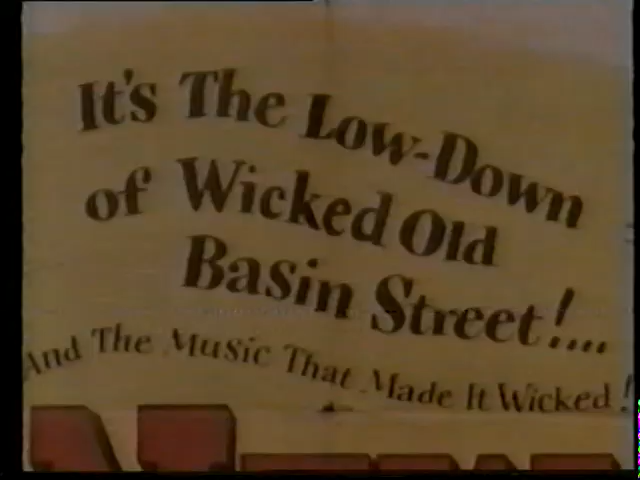 It's The Low-Down
of Wicked Old
Basin Street!...
And The Music That Made It Wicked!